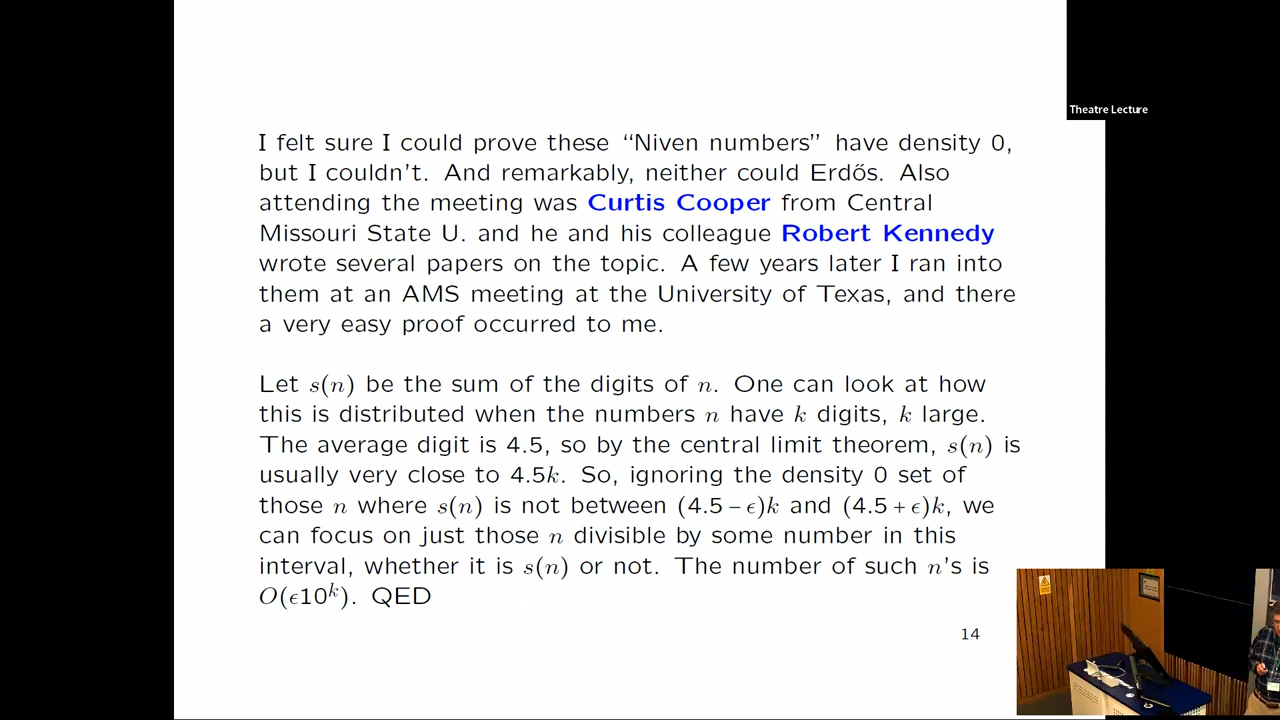 Theatre Lecture
I felt sure I could prove these “Niven numbers” have density 0,
but I couldn’t. And remarkably, neither could Erdős. Also
attending the meeting was Curtis Cooper from Central
Missouri State U. and he and his colleague Robert Kennedy
wrote several papers on the topic. A few years later I ran into
them at an AMS meeting at the University of Texas, and there
a very easy proof occurred to me.
Let s(n) be the sum of the digits of n. One can look at how
this is distributed when the numbers n have k digits, k large.
The average digit is 4.5, so by the central limit theorem, s(n) is
usually very close to 4.5k. So, ignoring the density 0 set of
those n where s(n) is not between (4.5 − ϵ)k and (4.5 + ϵ)k, we
can focus on just those n divisible by some number in this
interval, whether it is s(n) or not. The number of such n’s is
O(ϵ10^k). QED
14